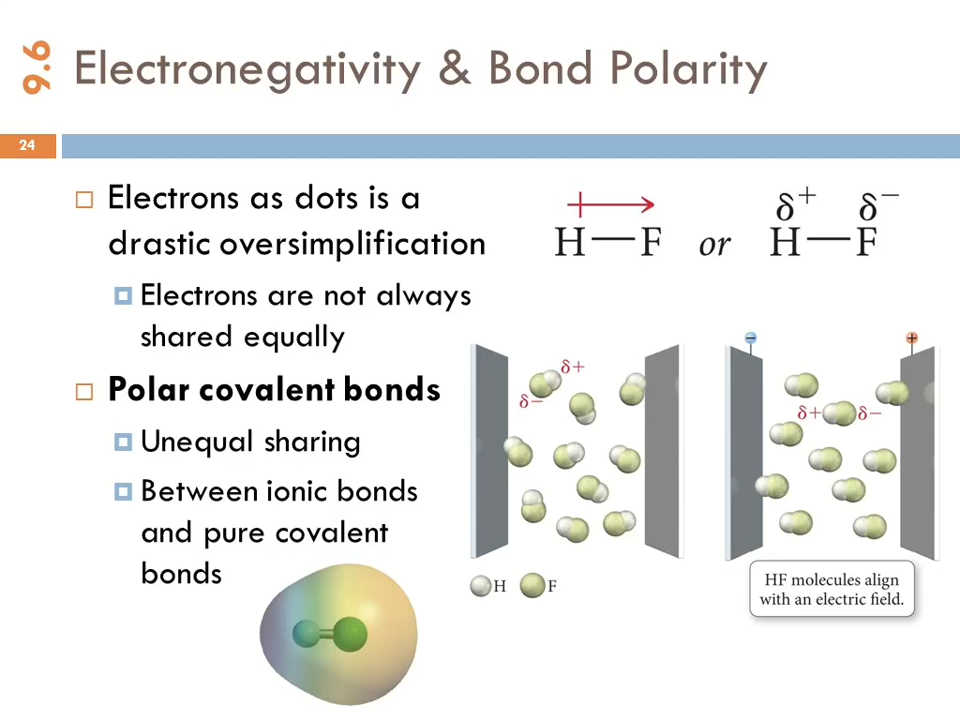 9.6
Electronegativity & Bond Polarity
24
Electrons as dots is a
drastic oversimplification
Electrons are not always
shared equally
Polar covalent bonds
Unequal sharing
Between ionic bonds
and pure covalent
bonds
δ+ δ−
H—F or H—F
− +
δ+
δ−
δ+ δ−
H F
HF molecules align
with an electric field.